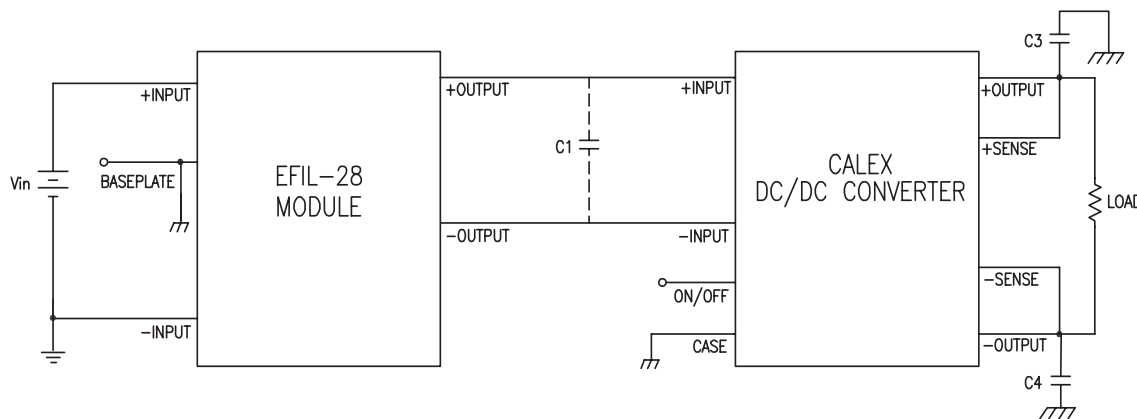 C3
+INPUT
+OUTPUT
+INPUT
+OUTPUT
Vin
BASEPLATE
EFIL-28
MODULE
C1
CALEX
DC/DC CONVERTER
+SENSE
LOAD
-OUTPUT
-INPUT
-SENSE
ON/OFF
-INPUT
CASE
-OUTPUT
C4